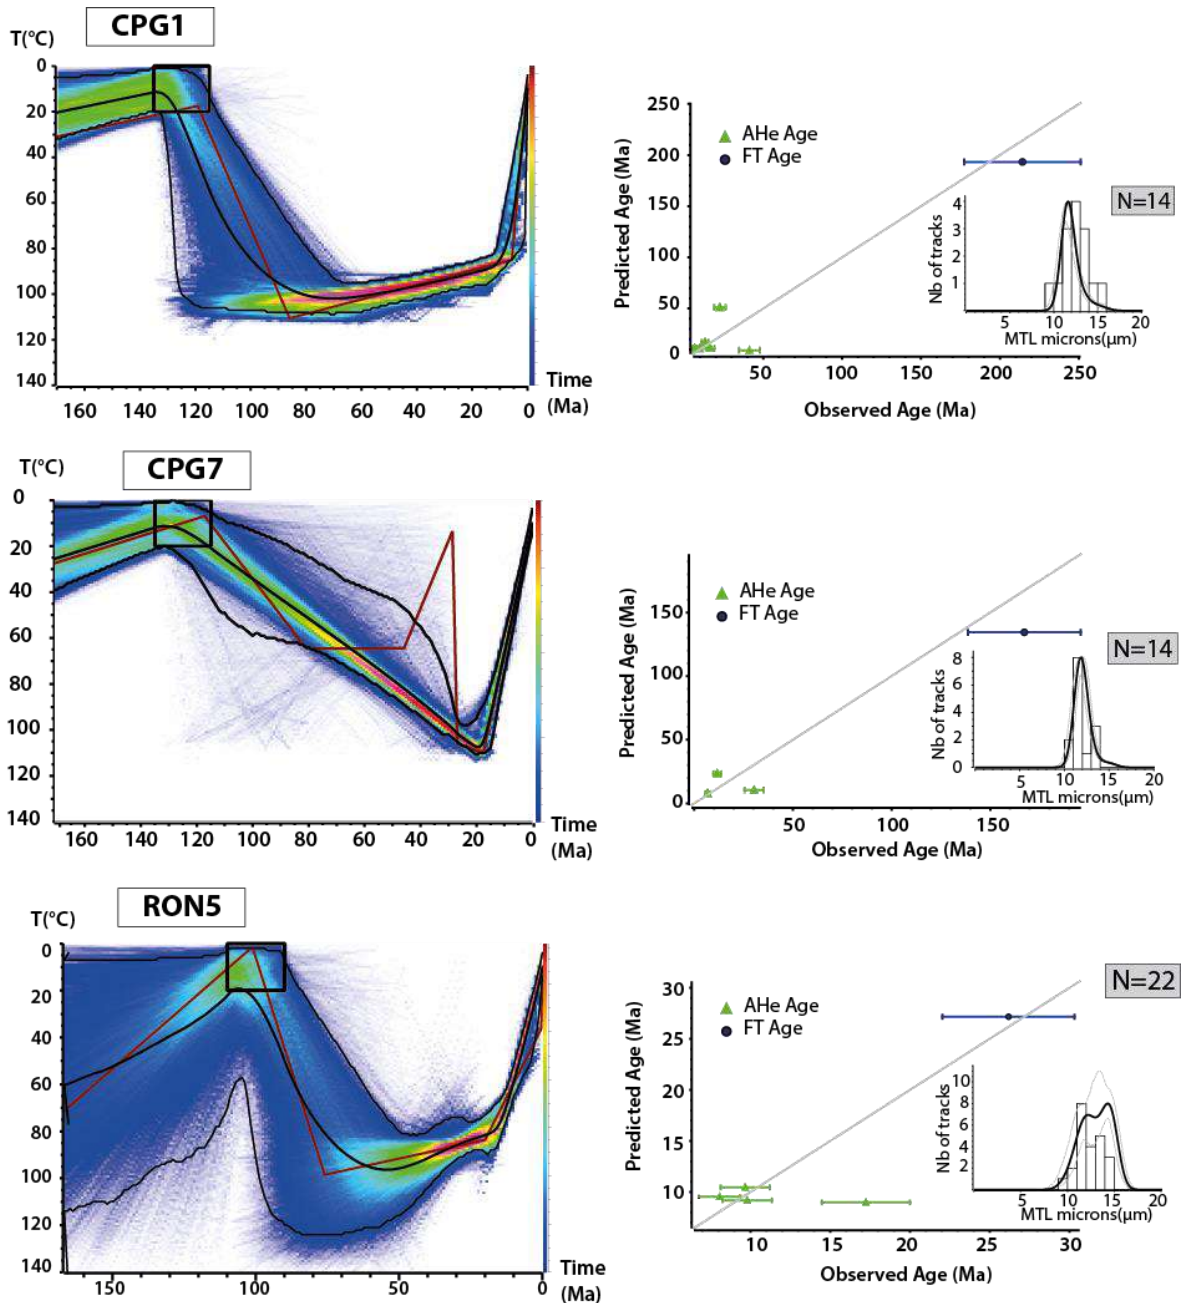 CPG1
T(°C)
0
20
40
60
80
100
120
140
160 140 120 100 80 60 40 20 0
Time
(Ma)
Predicted Age (Ma)
250
200
150
100
50
0
AHe Age
FT Age
50 100 150 200 250
Observed Age (Ma)
N=14
Nb of tracks
4
3
2
1
5 10 15 20
MTL microns(µm)
CPG7
T(°C)
0
20
40
60
80
100
120
140
160 140 120 100 80 60 40 20 0
Time
(Ma)
Predicted Age (Ma)
150
100
50
0
AHe Age
FT Age
50 100 150
Observed Age (Ma)
N=14
Nb of tracks
8
6
4
2
0
5 10 15 20
MTL microns(µm)
RON5
T(°C)
0
20
40
60
80
100
120
140
150 100 50 0
Time
(Ma)
Predicted Age (Ma)
30
25
20
15
10
AHe Age
FT Age
10 15 20 25 30
Observed Age (Ma)
N=22
Nb of tracks
10
8
6
4
2
5 10 15 20
MTL microns(µm)